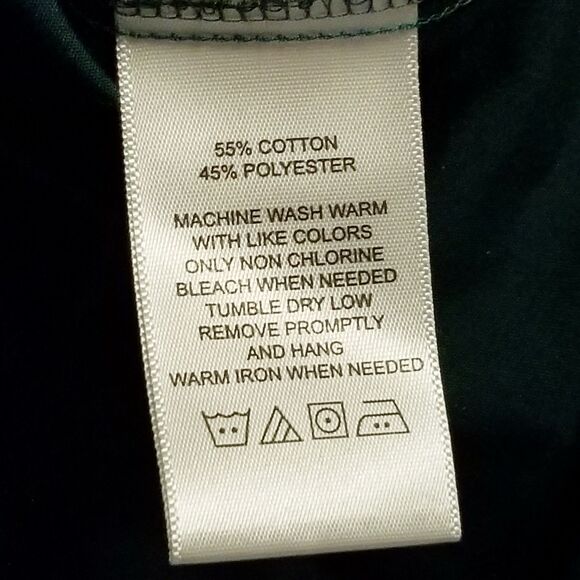 55% COTTON
45% POLYESTER
MACHINE WASH WARM
WITH LIKE COLORS
ONLY NON CHLORINE
BLEACH WHEN NEEDED
TUMBLE DRY LOW
REMOVE PROMPTLY
AND HANG
WARM IRON WHEN NEEDED